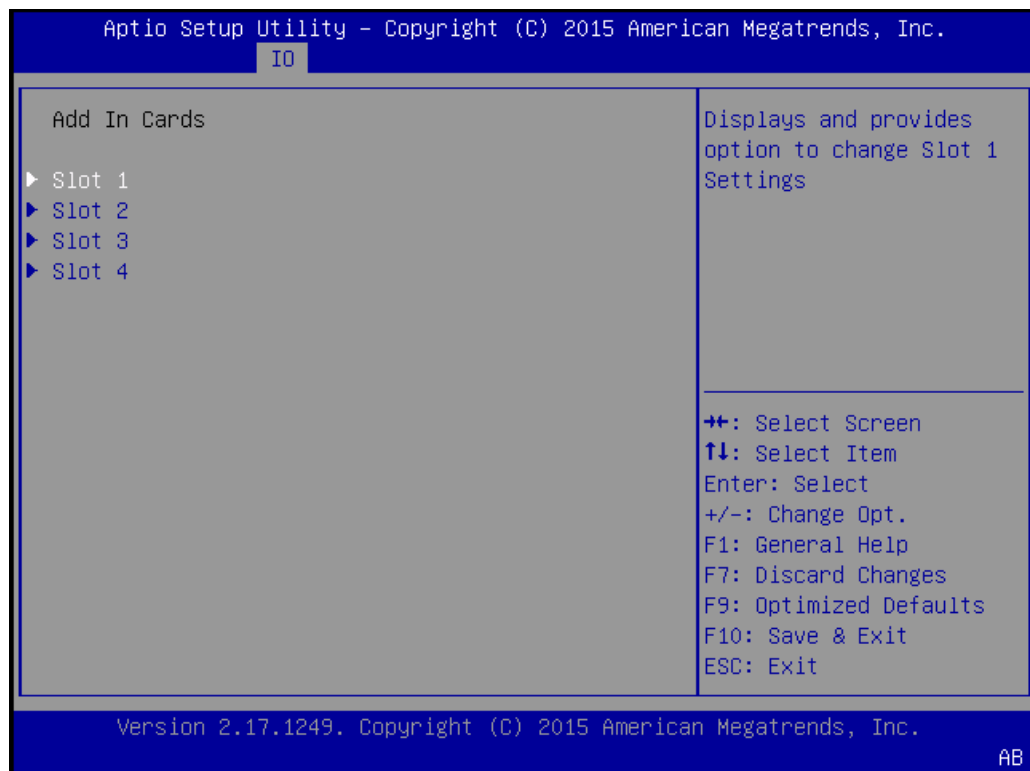 Aptio Setup Utility – Copyright (C) 2015 American Megatrends, Inc.
IO
Add In Cards
▶ Slot 1
▶ Slot 2
▶ Slot 3
▶ Slot 4
Displays and provides
option to change Slot 1
Settings
→←: Select Screen
↑↓: Select Item
Enter: Select
+/-: Change Opt.
F1: General Help
F7: Discard Changes
F9: Optimized Defaults
F10: Save & Exit
ESC: Exit
Version 2.17.1249. Copyright (C) 2015 American Megatrends, Inc.
AB